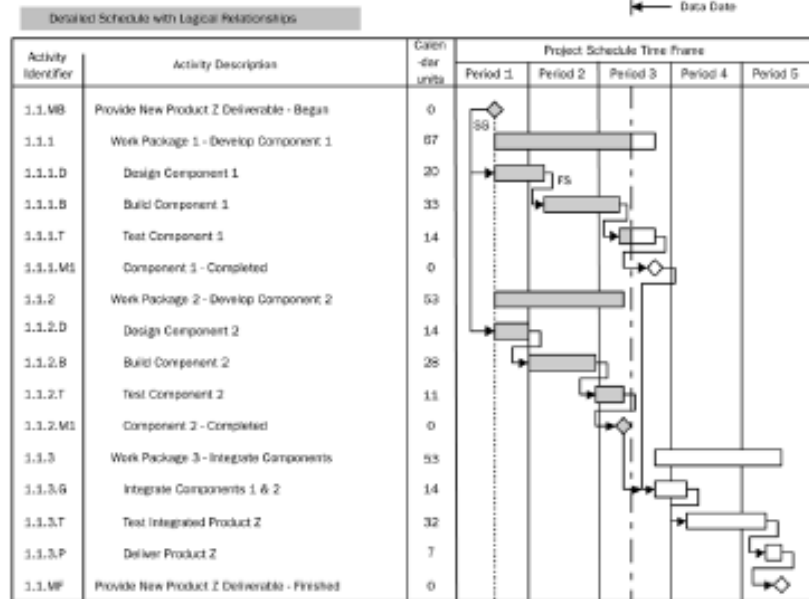 Data Date
Detailed Schedule with Logical Relationships
Activity Identifier
Activity Description
Calen-dar units
Project Schedule Time Frame
Period 1 Period 2 Period 3 Period 4 Period 5
1.1.MB Provide New Product Z Deliverable - Begun 0
SS
1.1.1 Work Package 1 - Develop Component 1 67
1.1.1.D Design Component 1 20
FS
1.1.1.B Build Component 1 33
1.1.1.T Test Component 1 14
1.1.1.M1 Component 1 - Completed 0
1.1.2 Work Package 2 - Develop Component 2 53
1.1.2.D Design Component 2 14
1.1.2.B Build Component 2 28
1.1.2.T Test Component 2 11
1.1.2.M1 Component 2 - Completed 0
1.1.3 Work Package 3 - Integrate Components 53
1.1.3.G Integrate Components 1 & 2 14
1.1.3.T Test Integrated Product Z 32
1.1.3.P Deliver Product Z 7
1.1.MF Provide New Product Z Deliverable - Finished 0